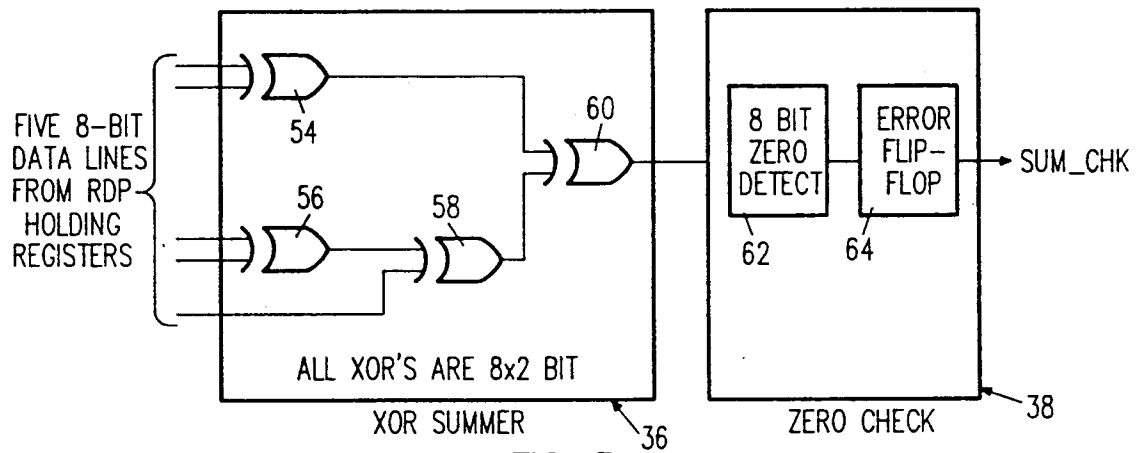 FIVE 8-BIT
DATA LINES
FROM RDP
HOLDING
REGISTERS
54
56
58
60
ALL XOR'S ARE 8x2 BIT
XOR SUMMER
36
8 BIT
ZERO
DETECT
62
ERROR
FLIP-
FLOP
64
SUM_CHK
ZERO CHECK
38